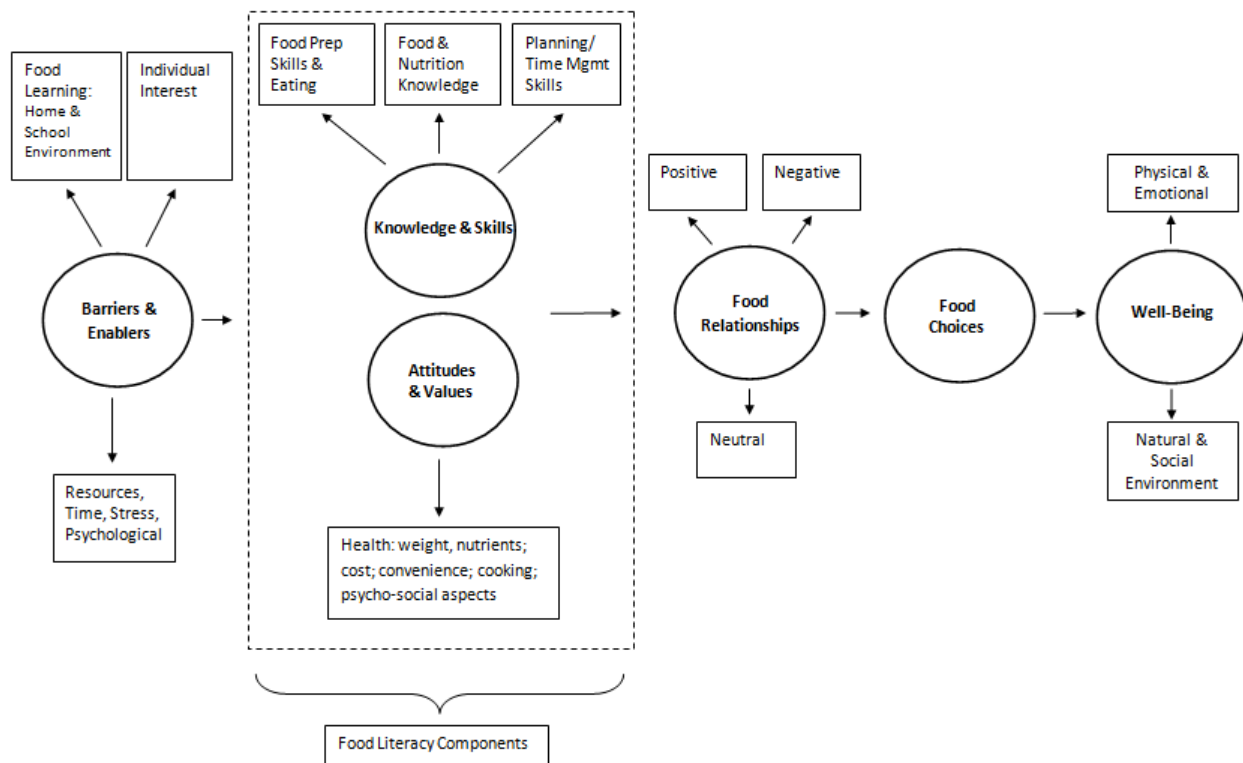 Food
Learning:
Home &
School
Environment
Individual
Interest
Barriers &
Enablers
Resources,
Time, Stress,
Psychological
Food Prep
Skills &
Eating
Food &
Nutrition
Knowledge
Planning/
Time Mgmt
Skills
Knowledge & Skills
Attitudes
& Values
Health: weight, nutrients;
cost; convenience; cooking;
psycho-social aspects
Food Literacy Components
Positive
Negative
Food
Relationships
Neutral
Food
Choices
Physical &
Emotional
Well-Being
Natural &
Social
Environment